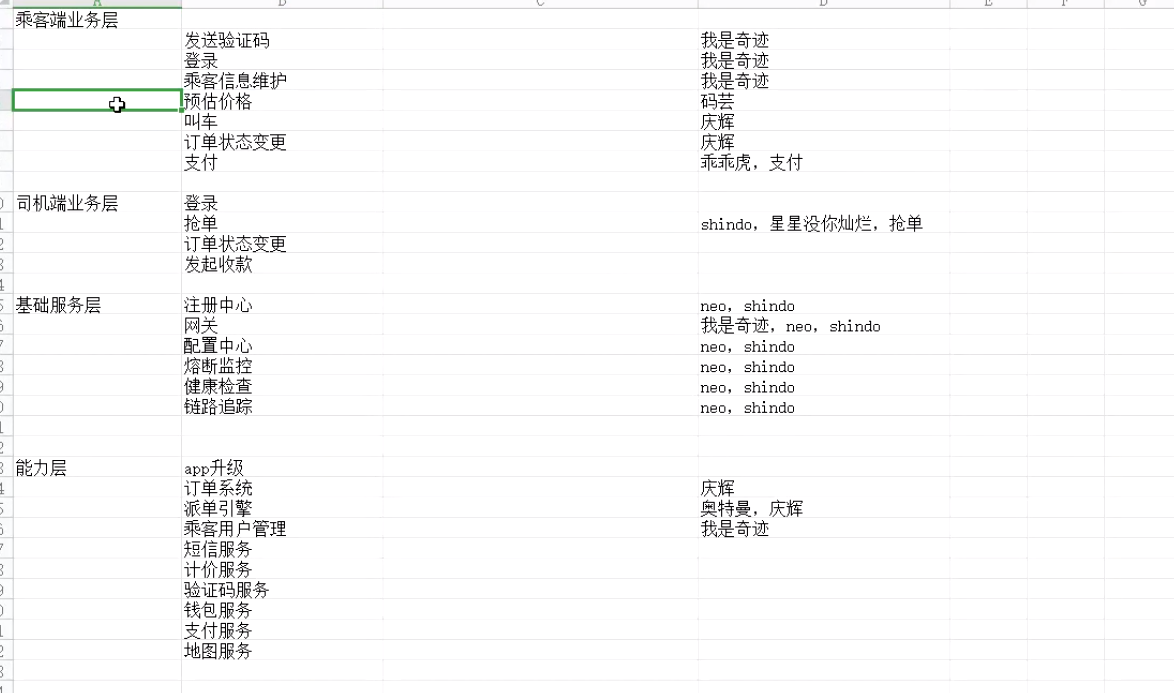 A B C D E F G
乘客端业务层
发送验证码 我是奇迹
登录 我是奇迹
乘客信息维护 我是奇迹
预估价格 码芸
叫车 庆辉
订单状态变更 庆辉
支付 乖乖虎，支付
司机端业务层 登录
抢单 shindo，星星没你灿烂，抢单
订单状态变更
发起收款
基础服务层 注册中心 neo，shindo
网关 我是奇迹，neo，shindo
配置中心 neo，shindo
熔断监控 neo，shindo
健康检查 neo，shindo
链路追踪 neo，shindo
能力层 app升级
订单系统 庆辉
派单引擎 奥特曼，庆辉
乘客用户管理 我是奇迹
短信服务
计价服务
验证码服务
钱包服务
支付服务
地图服务